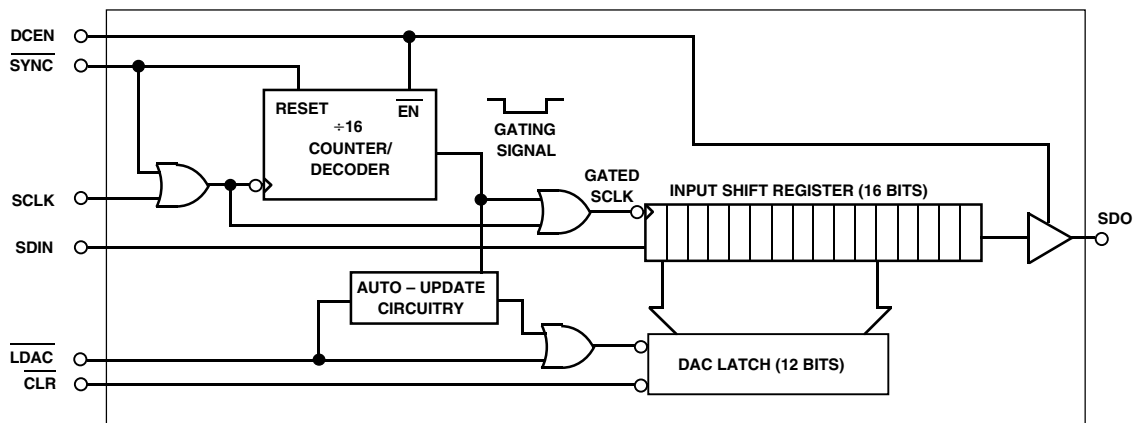 DCEN
SYNC
RESET
EN
÷16
COUNTER/
DECODER
GATING
SIGNAL
SCLK
GATED
SCLK
INPUT SHIFT REGISTER (16 BITS)
SDO
SDIN
AUTO – UPDATE
CIRCUITRY
LDAC
DAC LATCH (12 BITS)
CLR